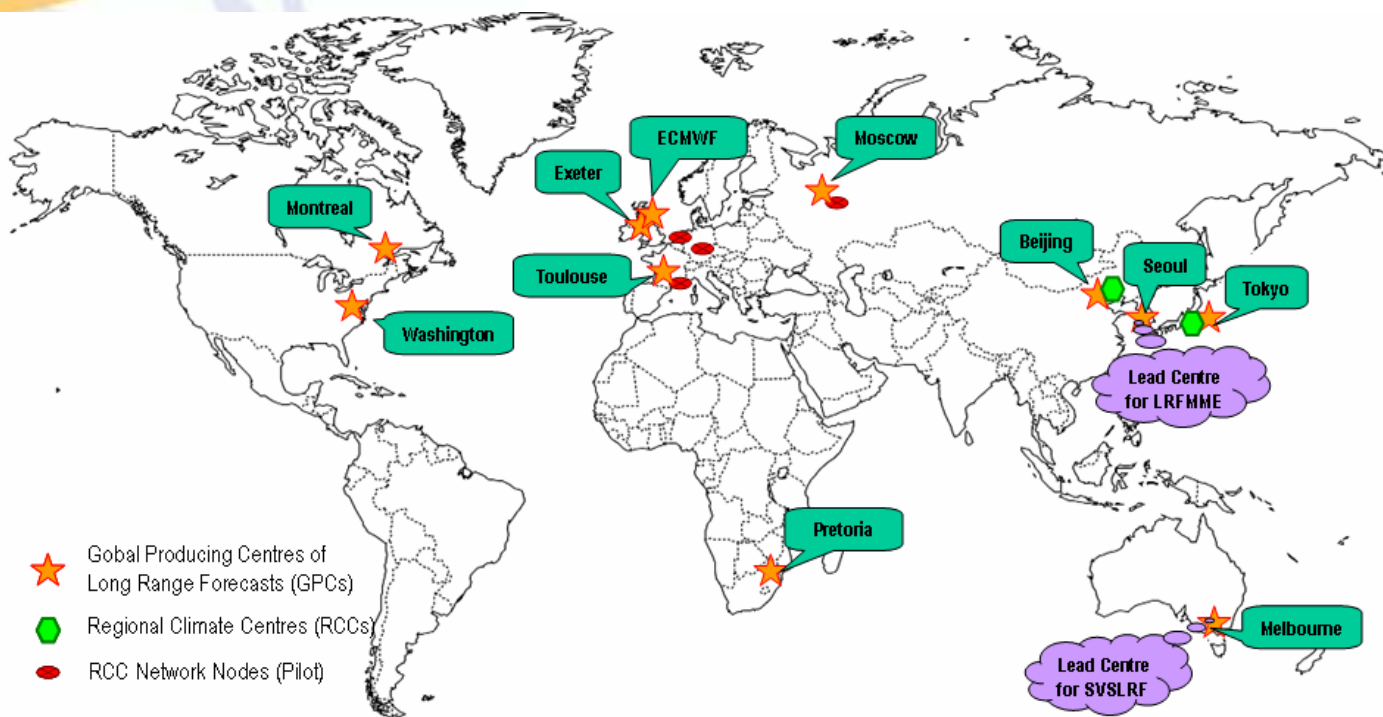 ECMWF
Moscow
Exeter
Montreal
Beijing
Seoul
Toulouse
Tokyo
Washington
Lead Centre
for LRFMME
Pretoria
Gobal Producing Centres of
Long Range Forecasts (GPCs)
Regional Climate Centres (RCCs)
Melbourne
RCC Network Nodes (Pilot)
Lead Centre
for SVSLRF